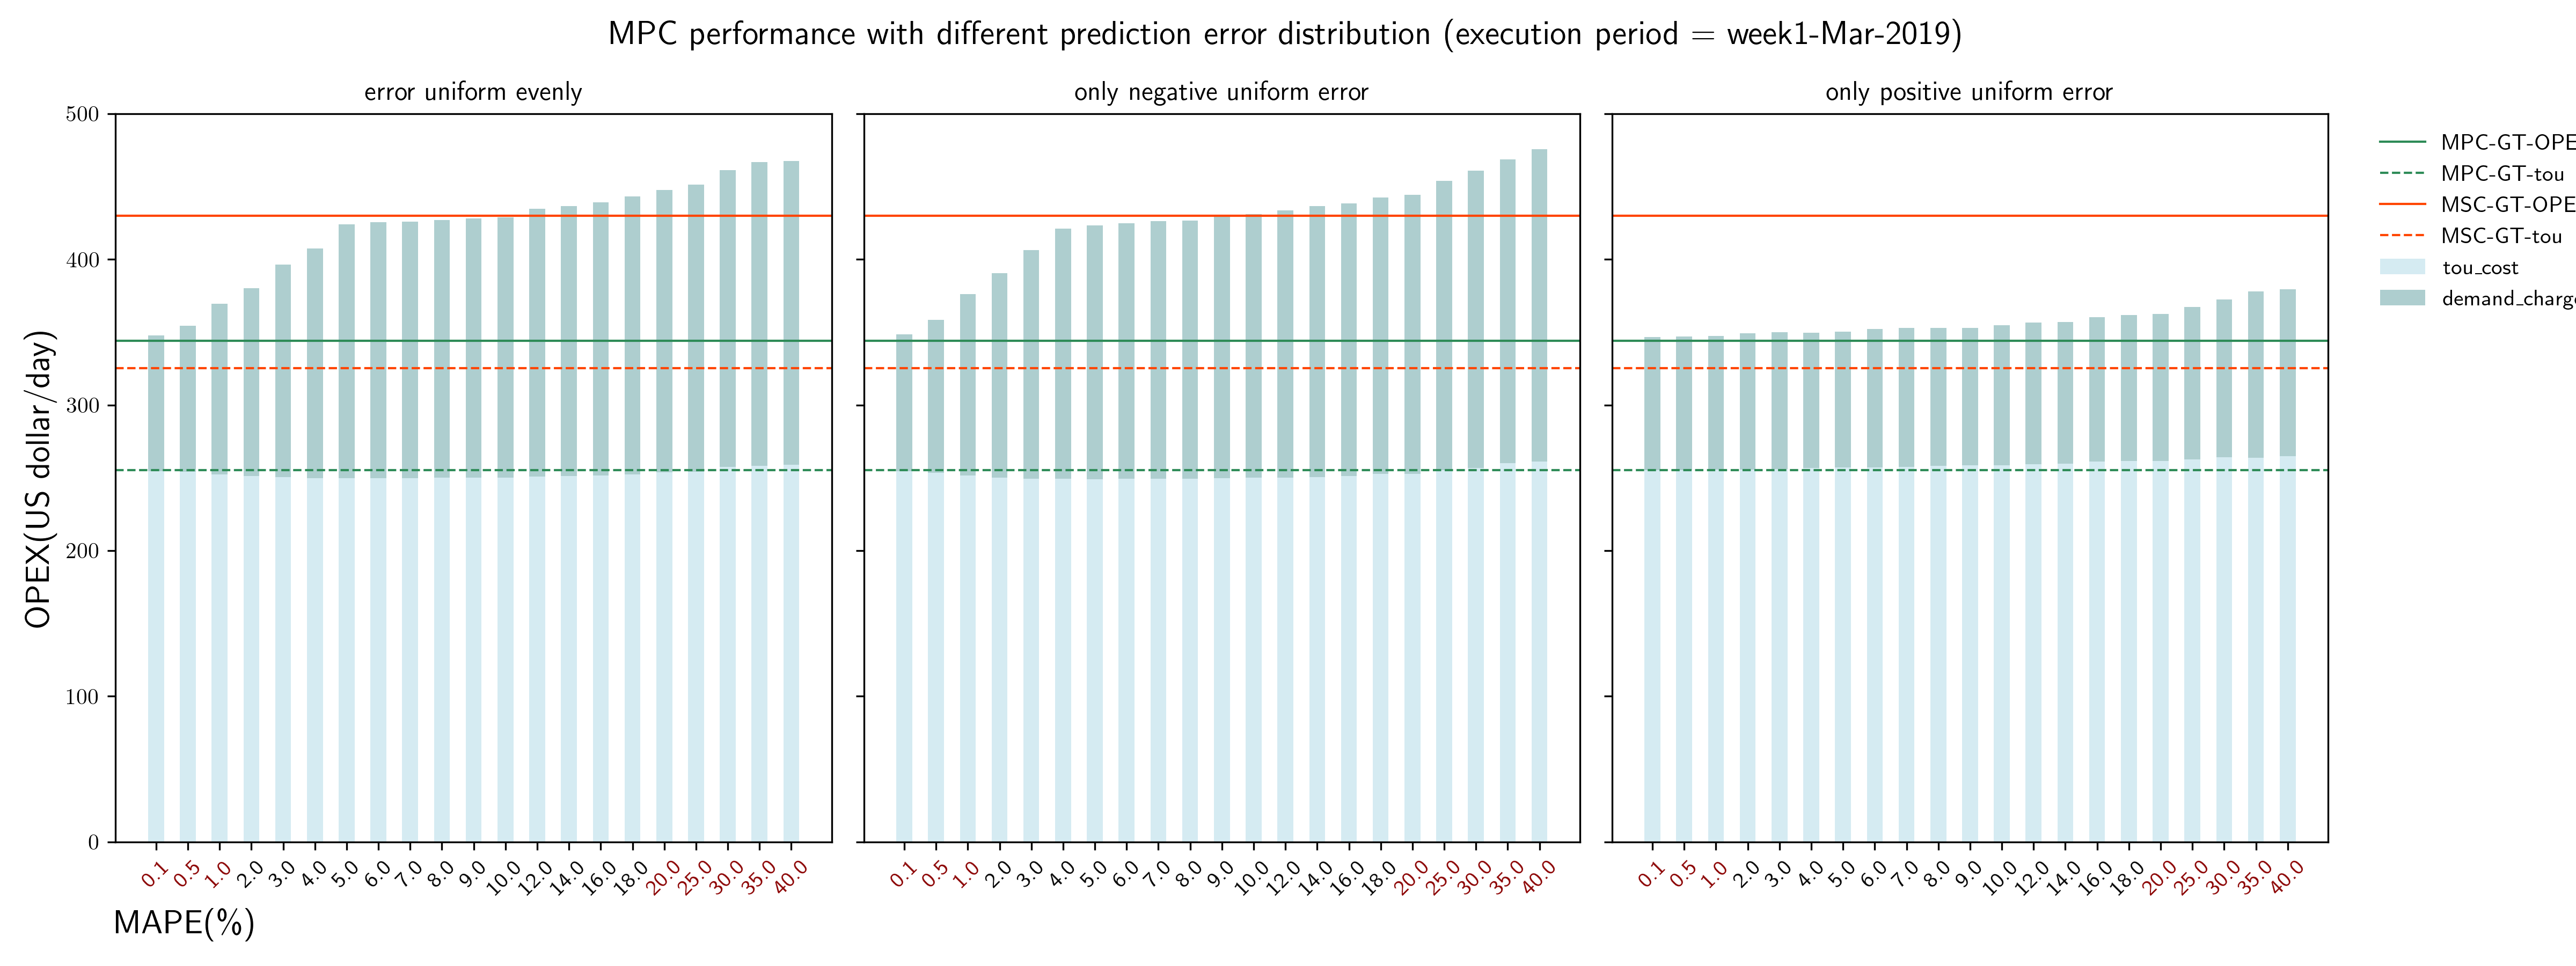 MPC performance with different prediction error distribution (execution period = week1-Mar-2019)
error uniform evenly
only negative uniform error
only positive uniform error
OPEX(US dollar/day)
500
400
300
200
100
0
0.1 0.5 1.0 2.0 3.0 4.0 5.0 6.0 7.0 8.0 9.0 10.0 12.0 14.0 16.0 18.0 20.0 25.0 30.0 35.0 40.0
0.1 0.5 1.0 2.0 3.0 4.0 5.0 6.0 7.0 8.0 9.0 10.0 12.0 14.0 16.0 18.0 20.0 25.0 30.0 35.0 40.0
0.1 0.5 1.0 2.0 3.0 4.0 5.0 6.0 7.0 8.0 9.0 10.0 12.0 14.0 16.0 18.0 20.0 25.0 30.0 35.0 40.0
MAPE(%)
MPC-GT-OPE
MPC-GT-tou
MSC-GT-OPE
MSC-GT-tou
tou_cost
demand_charg